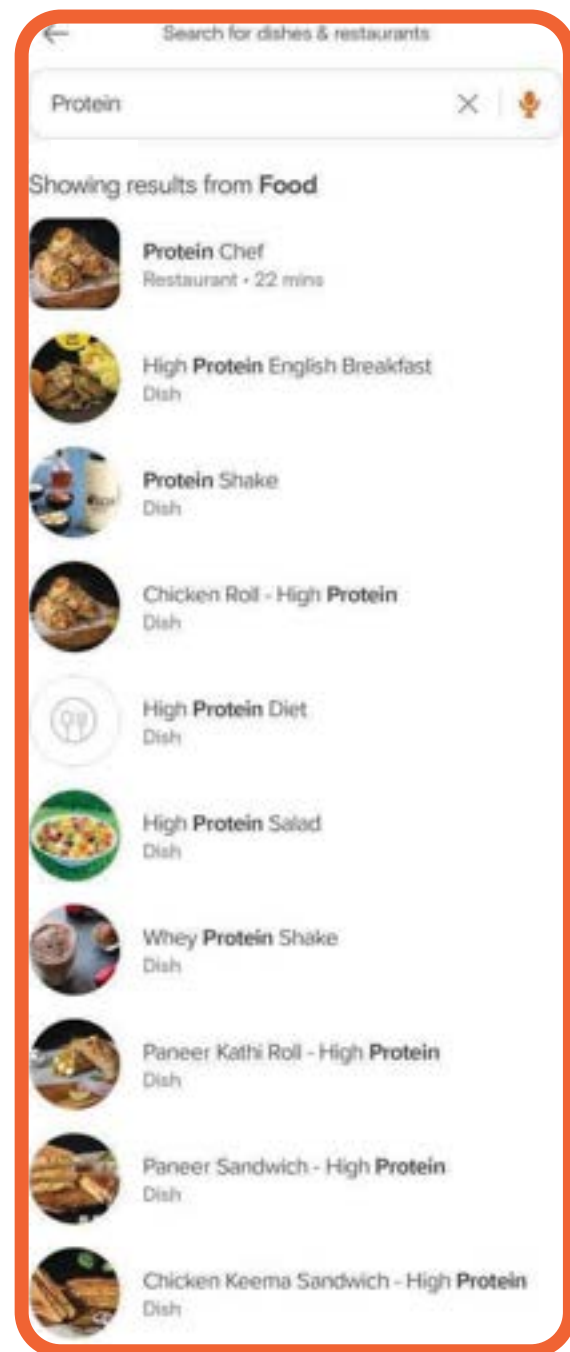 Search for dishes & restaurants
Protein
Showing results from Food
Protein Chef
Restaurant • 22 mins
High Protein English Breakfast
Dish
Protein Shake
Dish
Chicken Roll - High Protein
Dish
High Protein Diet
Dish
High Protein Salad
Dish
Whey Protein Shake
Dish
Paneer Kathi Roll - High Protein
Dish
Paneer Sandwich - High Protein
Dish
Chicken Keema Sandwich - High Protein
Dish